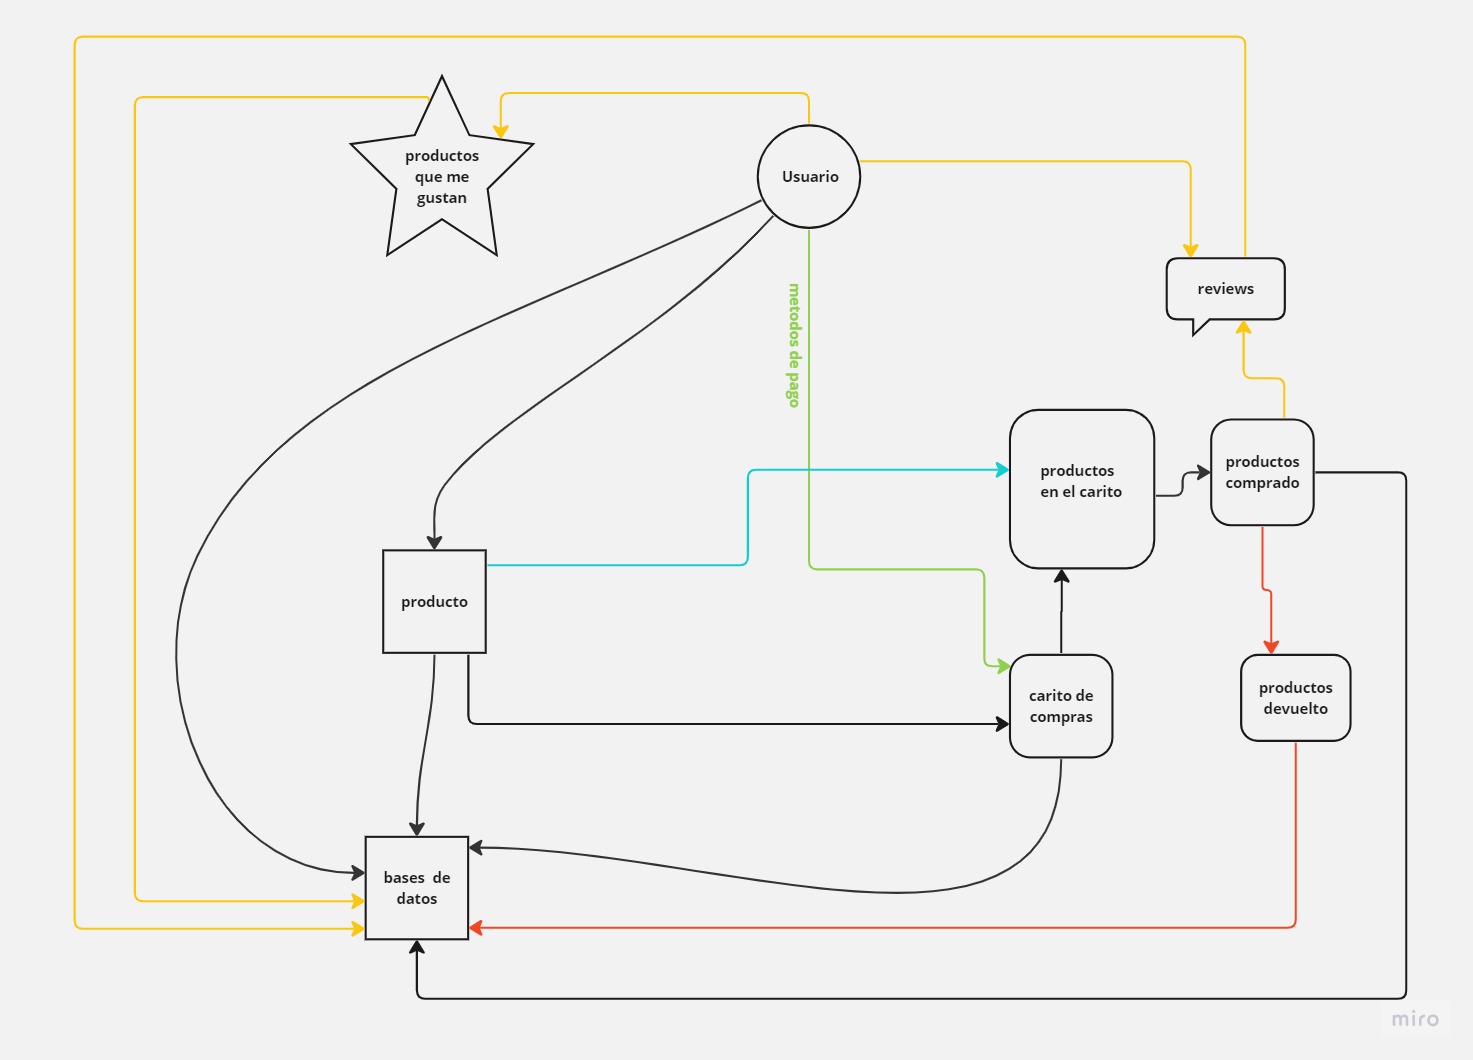 productos
que me
gustan
Usuario
reviews
metodos de pago
productos
en el carito
productos
comprado
producto
carito de
compras
productos
devuelto
bases de
datos
miro